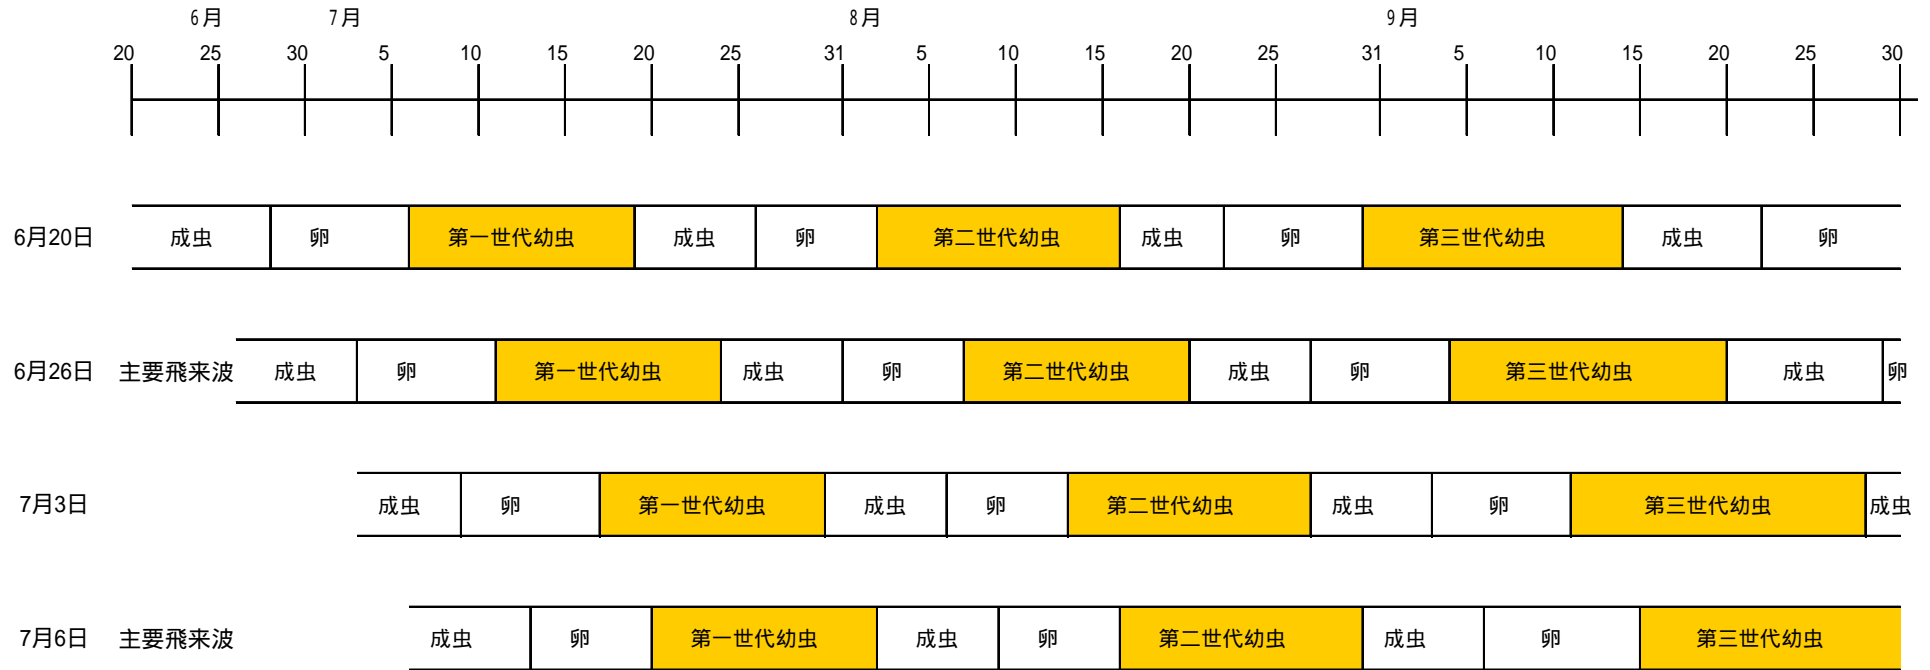 6月 7月 8月 9月
20 25 30 5 10 15 20 25 31 5 10 15 20 25 31 5 10 15 20 25 30
6月20日 成虫 卵 第一世代幼虫 成虫 卵 第二世代幼虫 成虫 卵 第三世代幼虫 成虫 卵
6月26日 主要飛来波 成虫 卵 第一世代幼虫 成虫 卵 第二世代幼虫 成虫 卵 第三世代幼虫 成虫 卵
7月3日 成虫 卵 第一世代幼虫 成虫 卵 第二世代幼虫 成虫 卵 第三世代幼虫 成虫
7月6日 主要飛来波 成虫 卵 第一世代幼虫 成虫 卵 第二世代幼虫 成虫 卵 第三世代幼虫